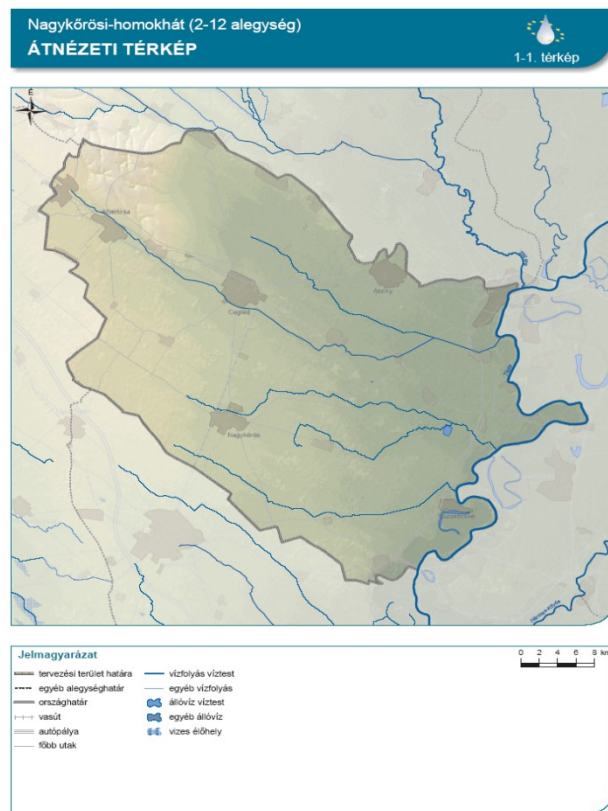 Nagykőrösi-homokhát (2-12 alegység)
ÁTNÉZETI TÉRKÉP
1-1. térkép
É
Albertirsa
Cegléd
Abony
Nagykőrös
Jelmagyarázat
tervezési terület határa
egyéb alegységhatár
országhatár
vasút
autópálya
főbb utak
vízfolyás víztest
egyéb vízfolyás
állóvíz víztest
egyéb állóvíz
vizes élőhely
0 2 4 6 8 km